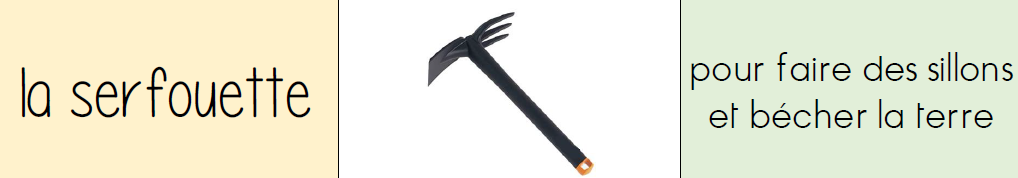 la serfouette
pour faire des sillons
et bécher la terre